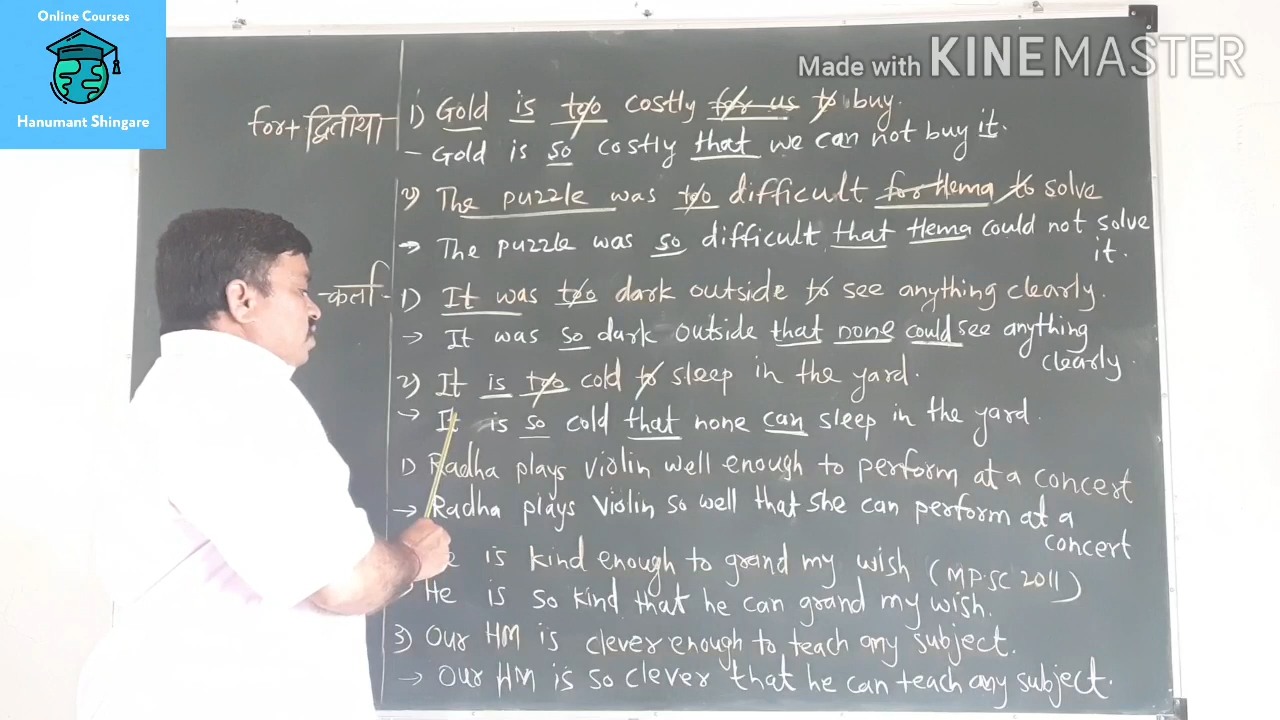 Online Courses
Hanumant Shingare
Made with KINEMASTER
for+ द्वितीया
1) Gold is too costly for us to buy.
- Gold is so costly that we can not buy it.
२) The puzzle was too difficult for Hema to solve
→ The puzzle was so difficult that Hema could not solve
it.
-कर्ता-
1) It was too dark outside to see anything clearly.
→ It was so dark outside that none could see anything
clearly.
२) It is too cold to sleep in the yard.
→ It is so cold that none can sleep in the yard.
1) Radha plays violin well enough to perform at a concert
→ Radha plays Violin so well that she can perform at a
concert
is kind enough to grand my wish (MPSC 2011)
He is so kind that he can grand my wish.
3) Our HM is clever enough to teach any subject.
→ Our HM is so clever that he can teach any subject.